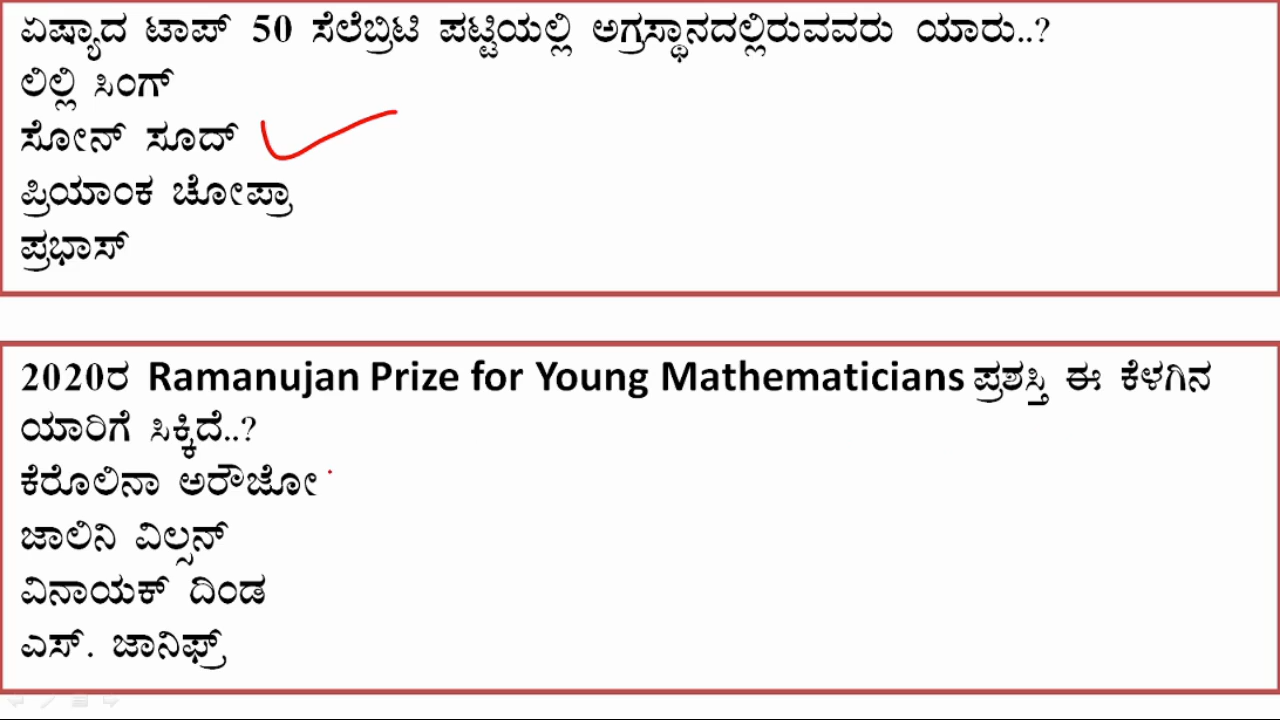 ಏಷ್ಯಾದ ಟಾಪ್ 50 ಸೆಲೆಬ್ರಿಟಿ ಪಟ್ಟಿಯಲ್ಲಿ ಅಗ್ರಸ್ಥಾನದಲ್ಲಿರುವವರು ಯಾರು..?
ಲಿಲ್ಲಿ ಸಿಂಗ್
ಸೋನ್ ಸೂದ್
ಪ್ರಿಯಾಂಕ ಚೋಪ್ರಾ
ಪ್ರಭಾಸ್
2020ರ Ramanujan Prize for Young Mathematicians ಪ್ರಶಸ್ತಿ ಈ ಕೆಳಗಿನ
ಯಾರಿಗೆ ಸಿಕ್ಕಿದೆ..?
ಕೆರೊಲಿನಾ ಅರೌಜೋ
ಜಾಲಿನಿ ವಿಲ್ಸನ್
ವಿನಾಯಕ್ ದಿಂಡ
ಎಸ್. ಜಾನಿಫ್ರ್